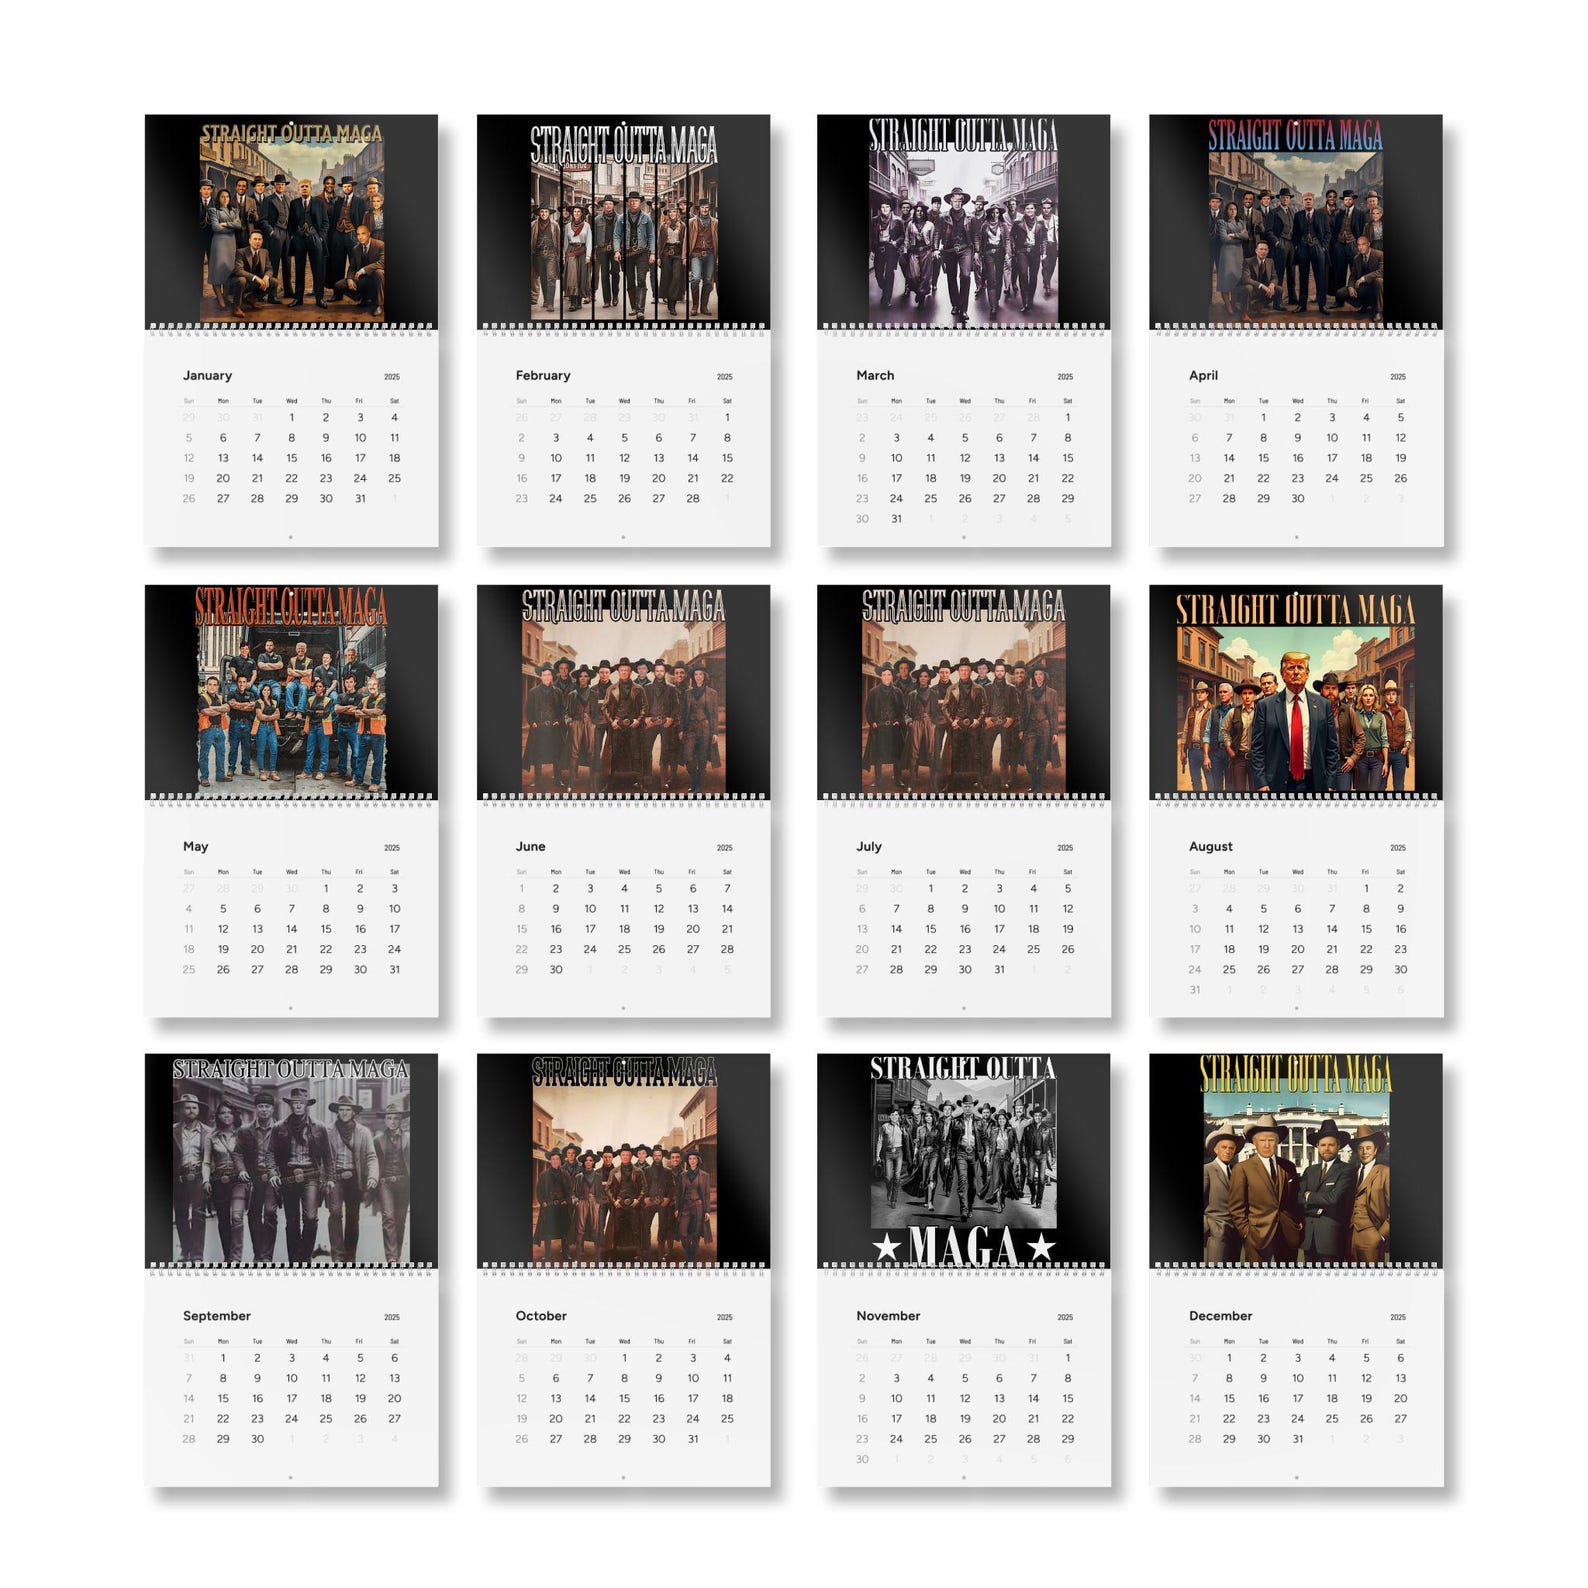 STRAIGHT OUTTA MAGA
January 2025
Sun Mon Tue Wed Thu Fri Sat
29 30 31 1 2 3 4
5 6 7 8 9 10 11
12 13 14 15 16 17 18
19 20 21 22 23 24 25
26 27 28 29 30 31 1
STRAIGHT OUTTA MAGA
February 2025
Sun Mon Tue Wed Thu Fri Sat
26 27 28 29 30 31 1
2 3 4 5 6 7 8
9 10 11 12 13 14 15
16 17 18 19 20 21 22
23 24 25 26 27 28 1
STRAIGHT OUTTA MAGA
March 2025
Sun Mon Tue Wed Thu Fri Sat
23 24 25 26 27 28 1
2 3 4 5 6 7 8
9 10 11 12 13 14 15
16 17 18 19 20 21 22
23 24 25 26 27 28 29
30 31 1 2 3 4 5
STRAIGHT OUTTA MAGA
April 2025
Sun Mon Tue Wed Thu Fri Sat
30 31 1 2 3 4 5
6 7 8 9 10 11 12
13 14 15 16 17 18 19
20 21 22 23 24 25 26
27 28 29 30 1 2 3
STRAIGHT OUTTA MAGA
May 2025
Sun Mon Tue Wed Thu Fri Sat
27 28 29 30 1 2 3
4 5 6 7 8 9 10
11 12 13 14 15 16 17
18 19 20 21 22 23 24
25 26 27 28 29 30 31
STRAIGHT OUTTA MAGA
June 2025
Sun Mon Tue Wed Thu Fri Sat
1 2 3 4 5 6 7
8 9 10 11 12 13 14
15 16 17 18 19 20 21
22 23 24 25 26 27 28
29 30 1 2 3 4 5
STRAIGHT OUTTA MAGA
July 2025
Sun Mon Tue Wed Thu Fri Sat
29 30 1 2 3 4 5
6 7 8 9 10 11 12
13 14 15 16 17 18 19
20 21 22 23 24 25 26
27 28 29 30 31 1 2
STRAIGHT OUTTA MAGA
August 2025
Sun Mon Tue Wed Thu Fri Sat
27 28 29 30 31 1 2
3 4 5 6 7 8 9
10 11 12 13 14 15 16
17 18 19 20 21 22 23
24 25 26 27 28 29 30
31 1 2 3 4 5 6
STRAIGHT OUTTA MAGA
September 2025
Sun Mon Tue Wed Thu Fri Sat
31 1 2 3 4 5 6
7 8 9 10 11 12 13
14 15 16 17 18 19 20
21 22 23 24 25 26 27
28 29 30 1 2 3 4
STRAIGHT OUTTA MAGA
October 2025
Sun Mon Tue Wed Thu Fri Sat
28 29 30 1 2 3 4
5 6 7 8 9 10 11
12 13 14 15 16 17 18
19 20 21 22 23 24 25
26 27 28 29 30 31 1
STRAIGHT OUTTA
MAGA
November 2025
Sun Mon Tue Wed Thu Fri Sat
26 27 28 29 30 31 1
2 3 4 5 6 7 8
9 10 11 12 13 14 15
16 17 18 19 20 21 22
23 24 25 26 27 28 29
30 1 2 3 4 5 6
STRAIGHT OUTTA MAGA
December 2025
Sun Mon Tue Wed Thu Fri Sat
30 1 2 3 4 5 6
7 8 9 10 11 12 13
14 15 16 17 18 19 20
21 22 23 24 25 26 27
28 29 30 31 1 2 3